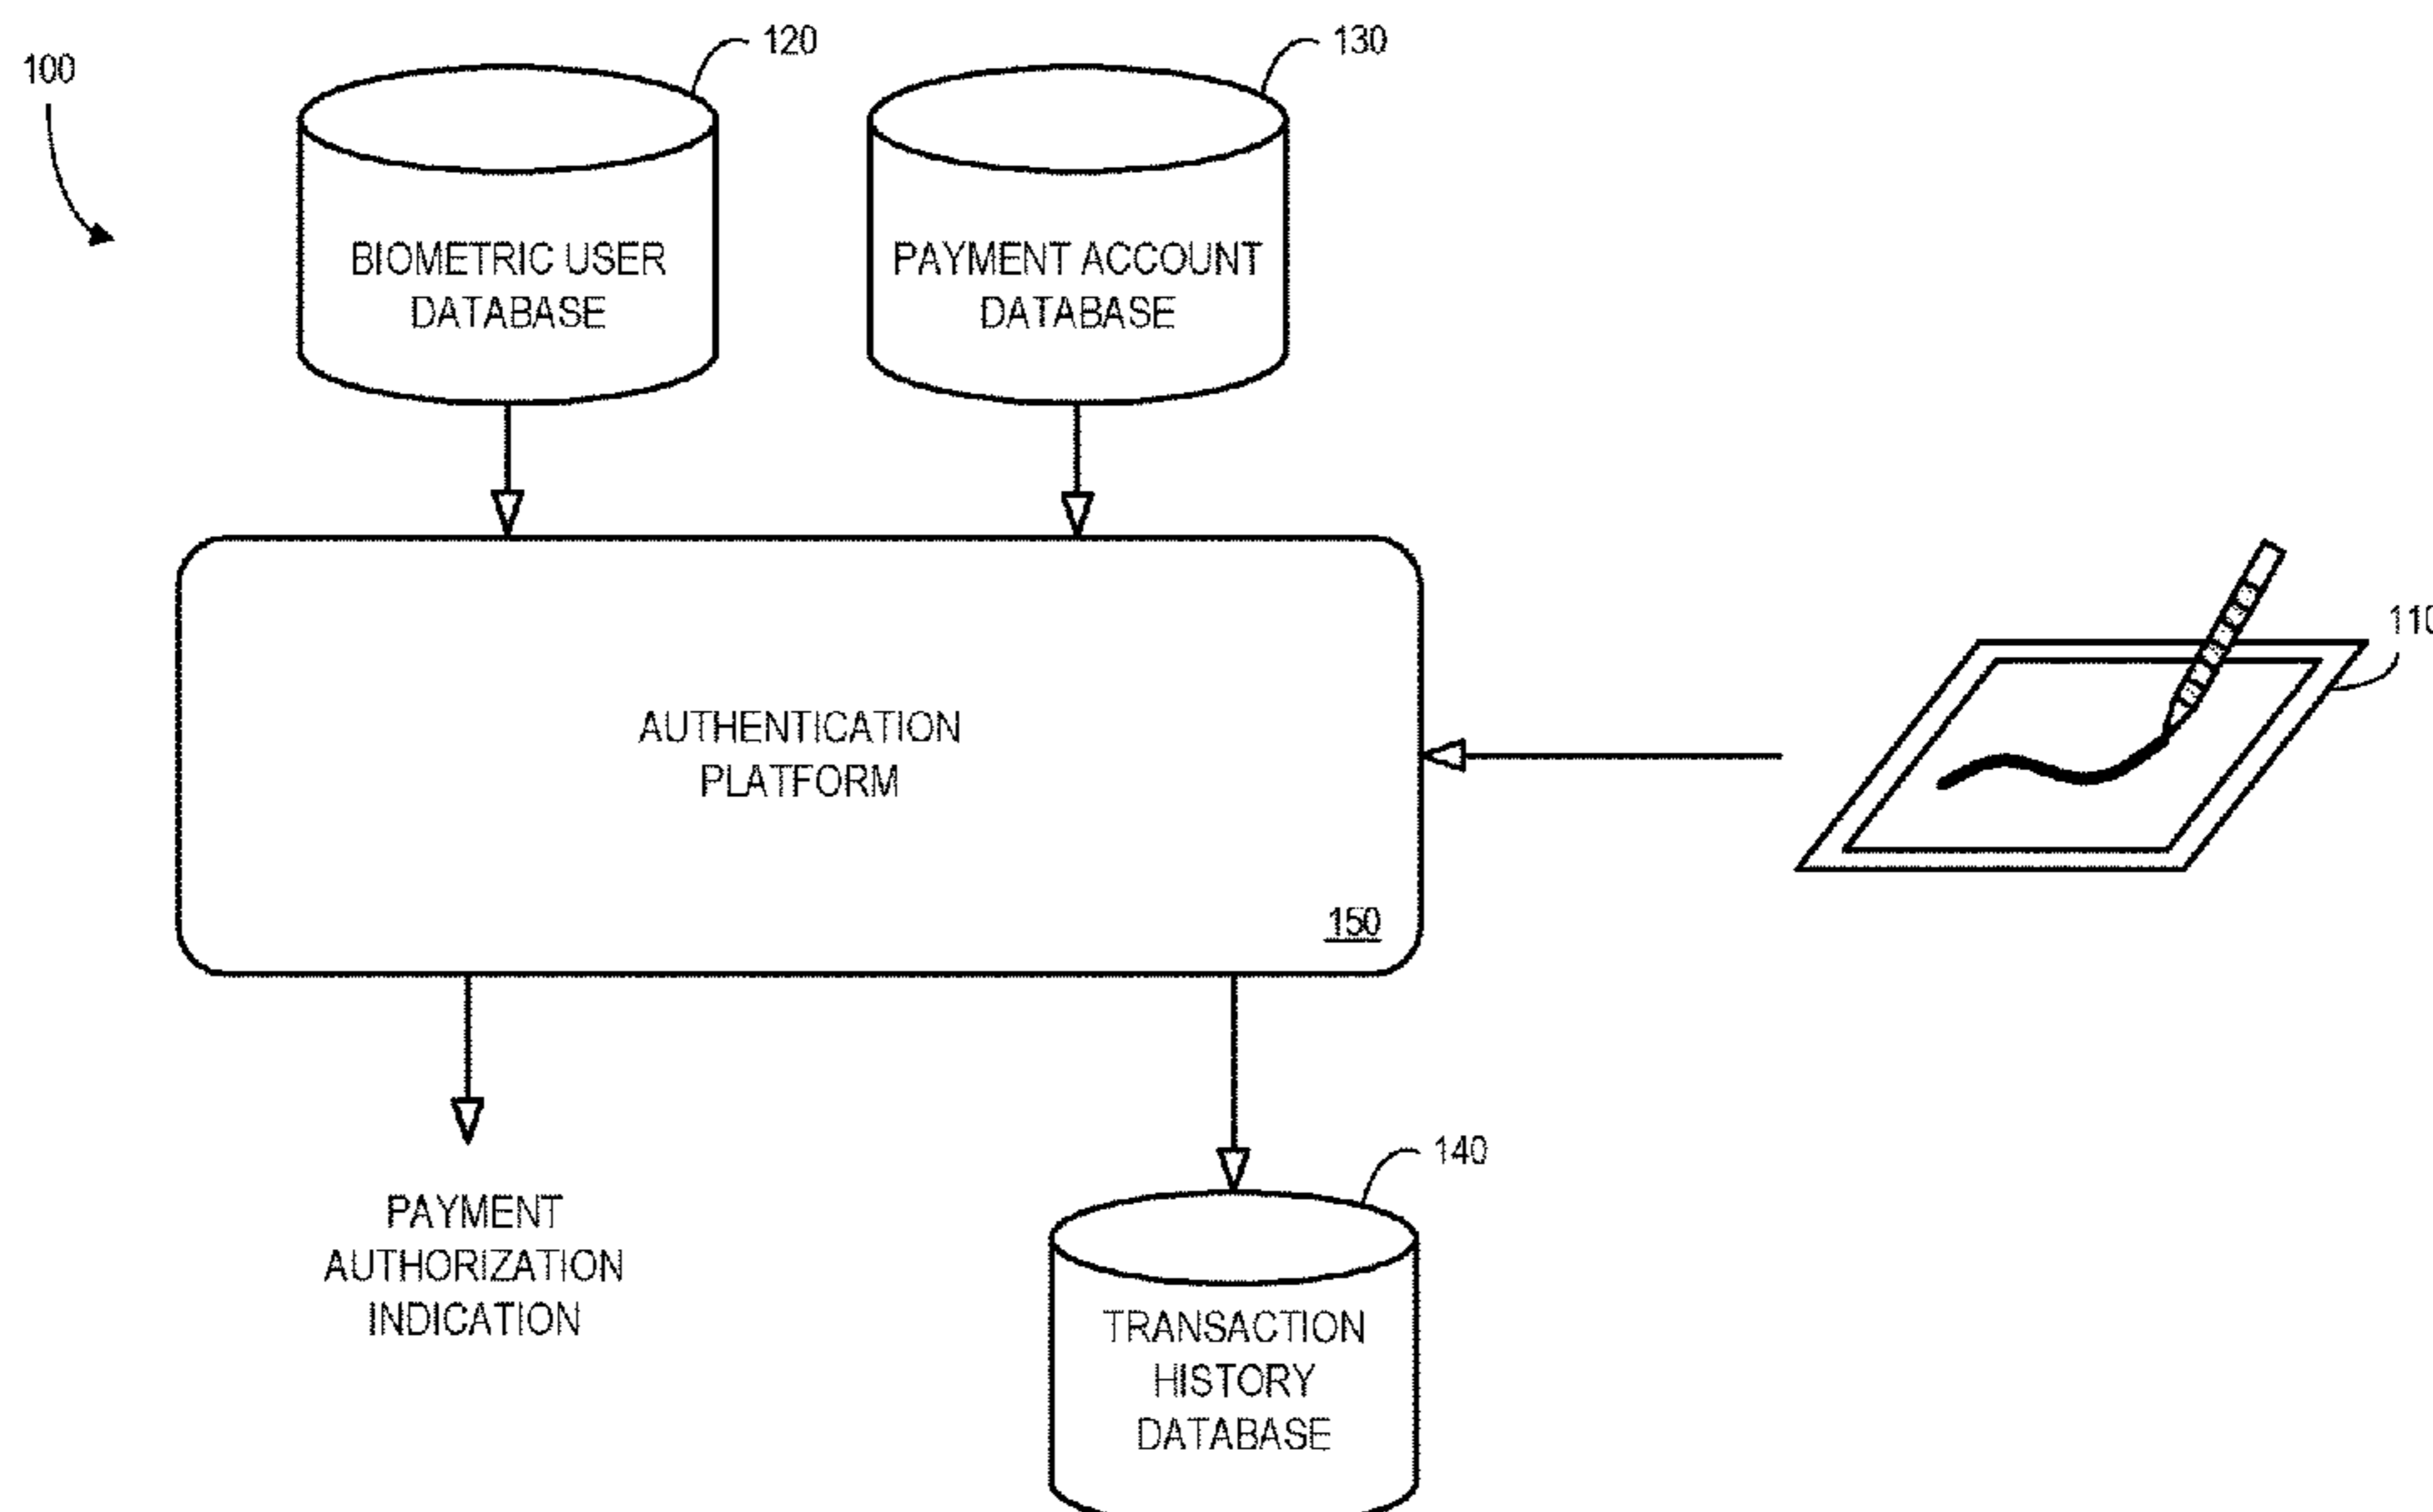 100
120
130
BIOMETRIC USER
DATABASE
PAYMENT ACCOUNT
DATABASE
110
AUTHENTICATION
PLATFORM
150
PAYMENT
AUTHORIZATION
INDICATION
140
TRANSACTION
HISTORY
DATABASE